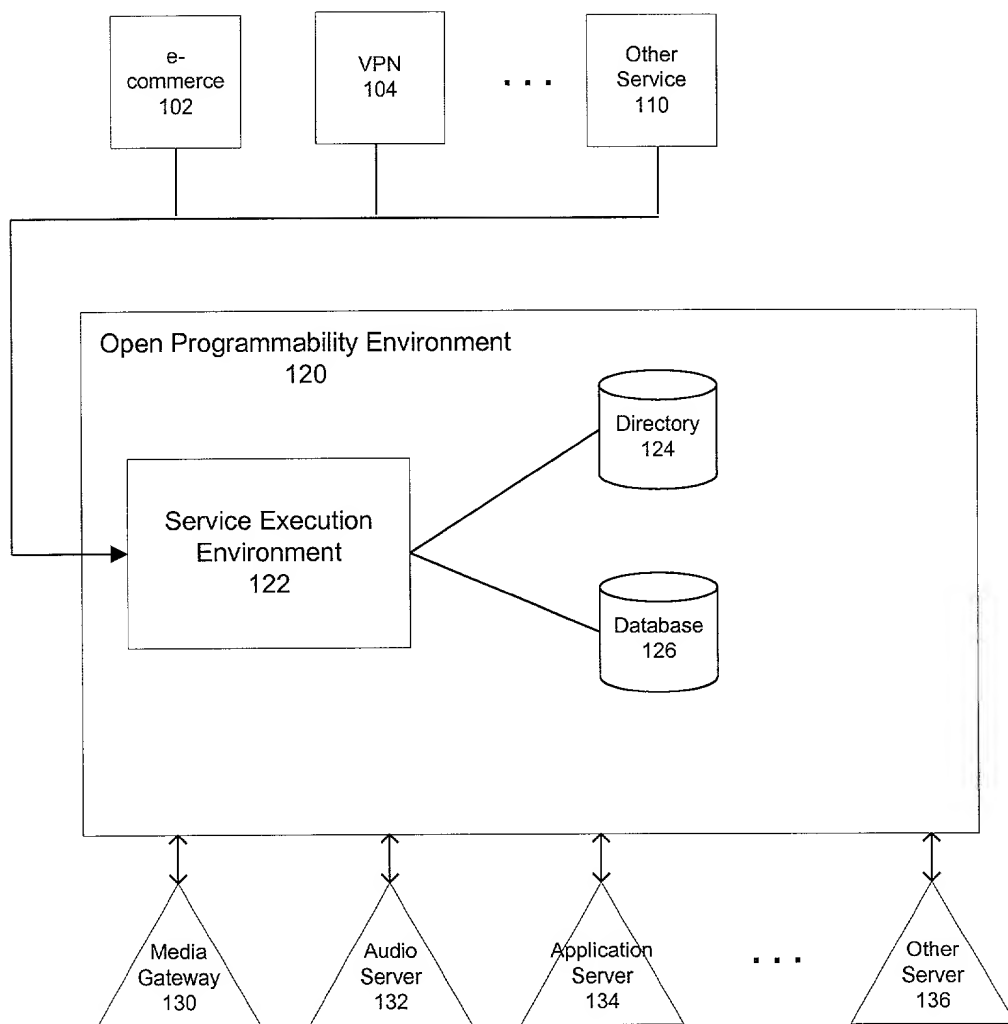 e-
commerce
102
VPN
104
. . .
Other
Service
110
Open Programmability Environment
120
Directory
124
Service Execution
Environment
122
Database
126
Media
Gateway
130
Audio
Server
132
Application
Server
134
. . .
Other
Server
136